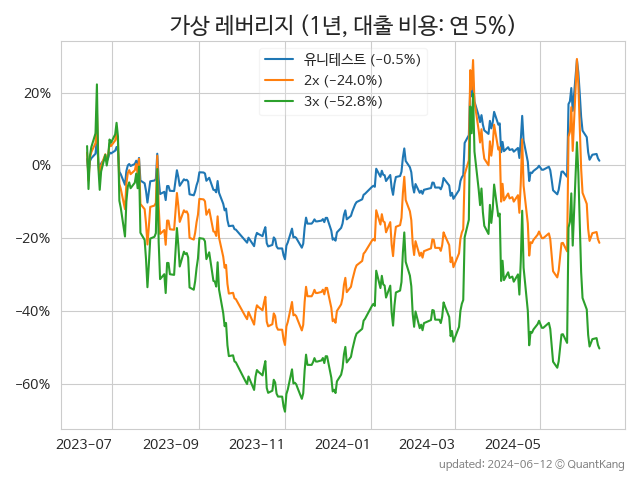 가상 레버리지 (1년, 대출 비용: 연 5%)
유니테스트 (−0.5%)
2x (−24.0%)
3x (−52.8%)
20%
0%
−20%
−40%
−60%
2023-07 2023-09 2023-11 2024-01 2024-03 2024-05
updated: 2024-06-12 © QuantKang